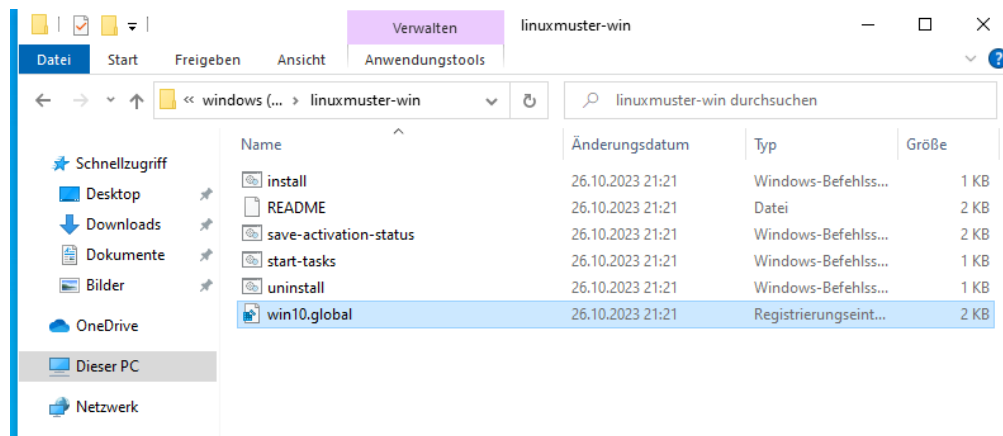 Verwalten linuxmuster-win
Datei Start Freigeben Ansicht Anwendungstools ?
« windows (... › linuxmuster-win linuxmuster-win durchsuchen
Name Änderungsdatum Typ Größe
Schnellzugriff
Desktop
Downloads
Dokumente
Bilder
OneDrive
Dieser PC
Netzwerk
install 26.10.2023 21:21 Windows-Befehlss... 1 KB
README 26.10.2023 21:21 Datei 2 KB
save-activation-status 26.10.2023 21:21 Windows-Befehlss... 2 KB
start-tasks 26.10.2023 21:21 Windows-Befehlss... 1 KB
uninstall 26.10.2023 21:21 Windows-Befehlss... 1 KB
win10.global 26.10.2023 21:21 Registrierungseint... 2 KB